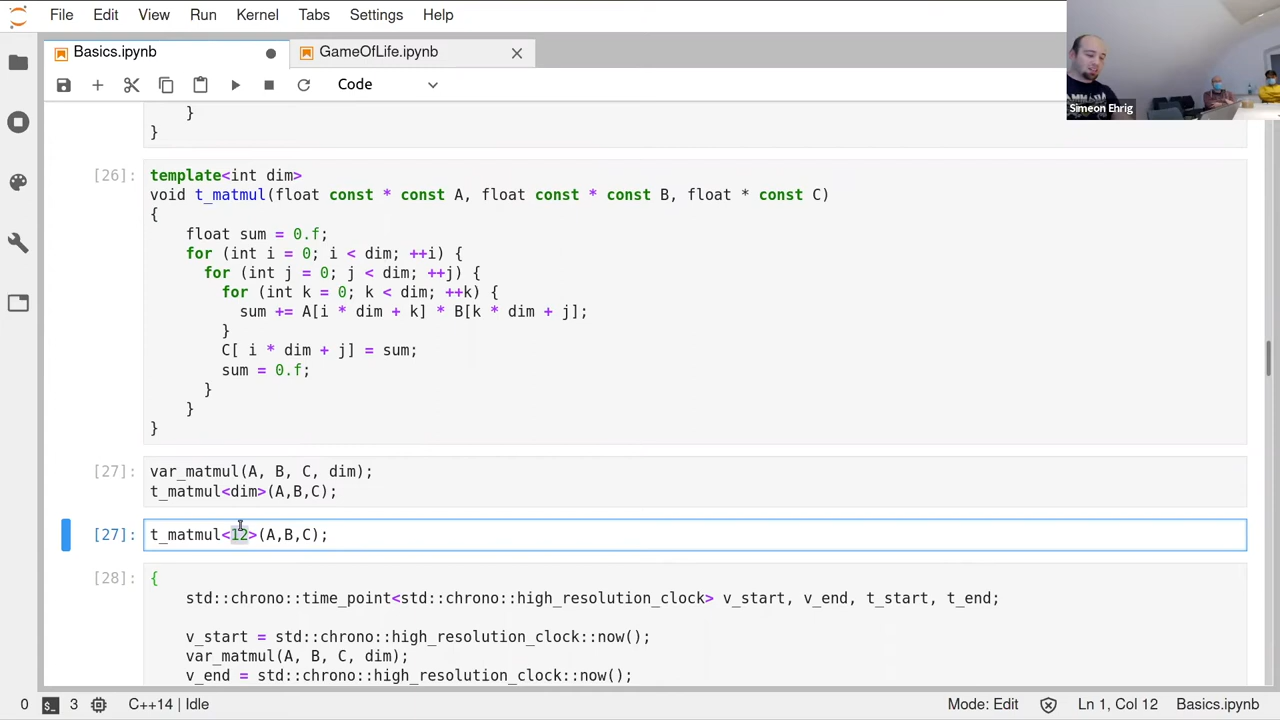 File Edit View Run Kernel Tabs Settings Help
Basics.ipynb
GameOfLife.ipynb
Code
Simeon Ehrig
}
}
[26]:
template<int dim>
void t_matmul(float const * const A, float const * const B, float * const C)
{
float sum = 0.f;
for (int i = 0; i < dim; ++i) {
for (int j = 0; j < dim; ++j) {
for (int k = 0; k < dim; ++k) {
sum += A[i * dim + k] * B[k * dim + j];
}
C[ i * dim + j] = sum;
sum = 0.f;
}
}
}
[27]:
var_matmul(A, B, C, dim);
t_matmul<dim>(A,B,C);
[27]:
t_matmul<12>(A,B,C);
[28]:
{
std::chrono::time_point<std::chrono::high_resolution_clock> v_start, v_end, t_start, t_end;
v_start = std::chrono::high_resolution_clock::now();
var_matmul(A, B, C, dim);
v_end = std::chrono::high_resolution_clock::now();
0 $_ 3 C++14 | Idle Mode: Edit Ln 1, Col 12 Basics.ipynb